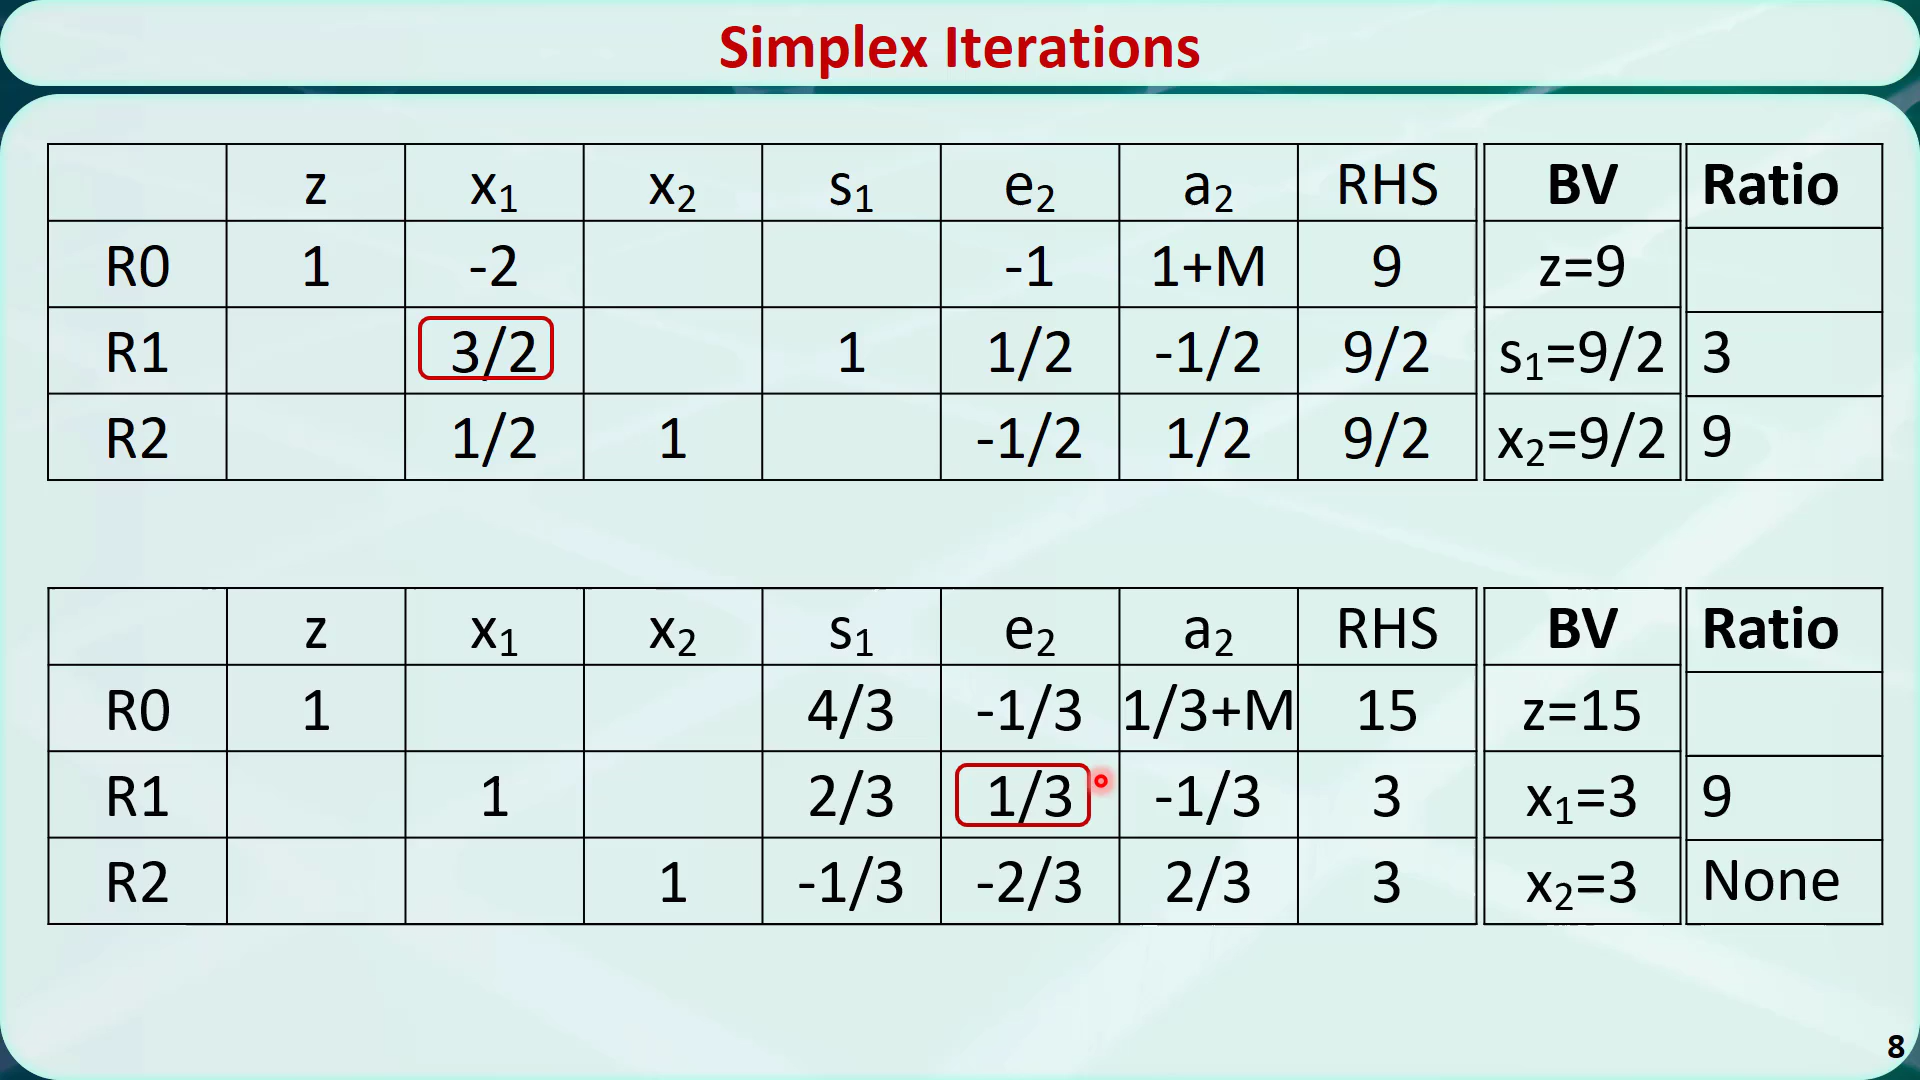 Simplex Iterations
z x₁ x₂ s₁ e₂ a₂ RHS BV Ratio
R0 1 -2 -1 1+M 9 z=9
R1 3/2 1 1/2 -1/2 9/2 s₁=9/2 3
R2 1/2 1 -1/2 1/2 9/2 x₂=9/2 9
z x₁ x₂ s₁ e₂ a₂ RHS BV Ratio
R0 1 4/3 -1/3 1/3+M 15 z=15
R1 1 2/3 1/3 -1/3 3 x₁=3 9
R2 1 -1/3 -2/3 2/3 3 x₂=3 None
8